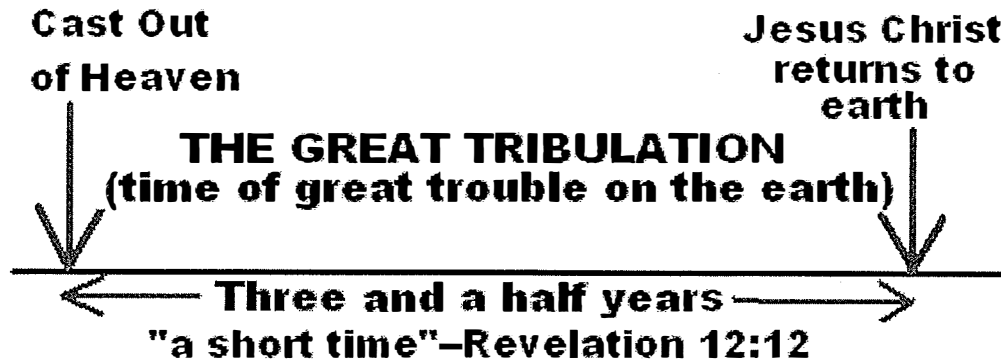 Cast Out
of Heaven
Jesus Christ
returns to
earth
THE GREAT TRIBULATION
(time of great trouble on the earth)
Three and a half years
"a short time"–Revelation 12:12